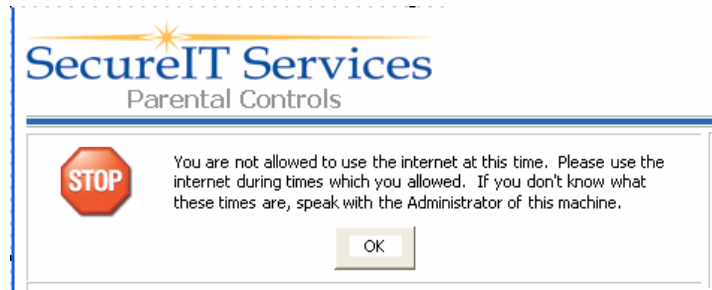 SecureIT Services
Parental Controls
STOP
You are not allowed to use the internet at this time. Please use the
internet during times which you allowed. If you don't know what
these times are, speak with the Administrator of this machine.
OK